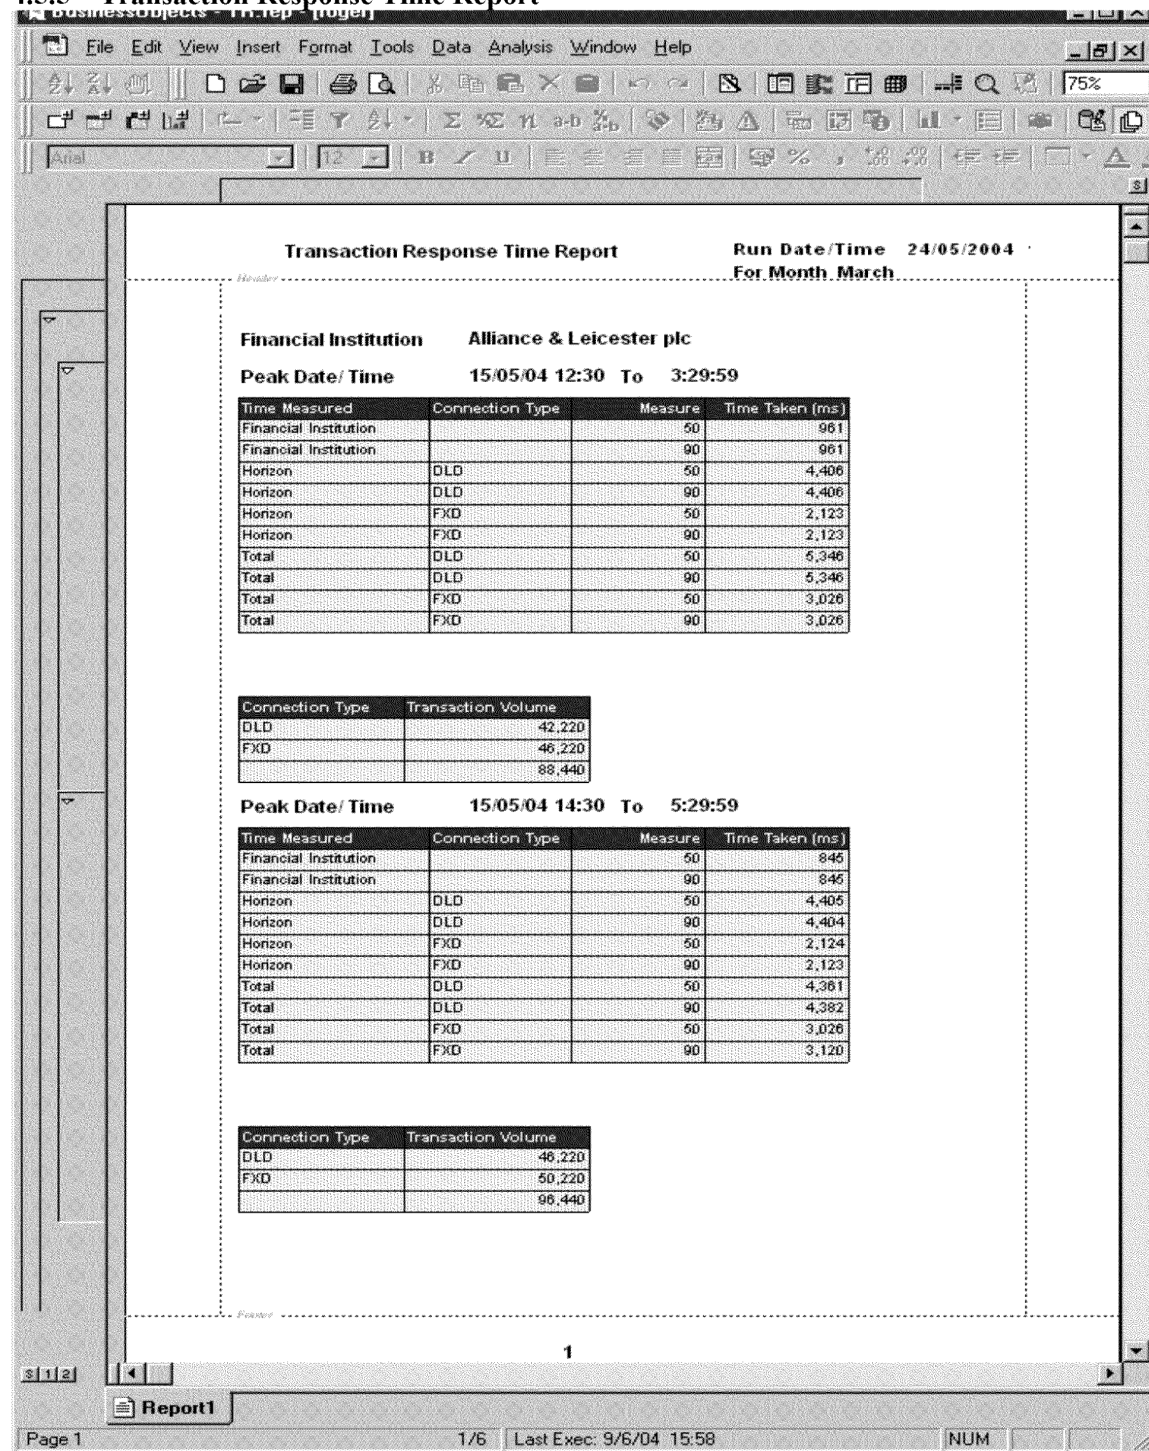 4.5.5 Transaction Response Time Report
BusinessObjects - TR.rep - [roger]
File Edit View Insert Format Tools Data Analysis Window Help
75%
Arial 12 B I U
Transaction Response Time Report Run Date/Time 24/05/2004
For Month March
Header
Financial Institution Alliance & Leicester plc
Peak Date/ Time 15/05/04 12:30 To 3:29:59
Time Measured Connection Type Measure Time Taken (ms)
Financial Institution 50 961
Financial Institution 90 961
Horizon DLD 50 4,406
Horizon DLD 90 4,406
Horizon FXD 50 2,123
Horizon FXD 90 2,123
Total DLD 50 5,346
Total DLD 90 5,346
Total FXD 50 3,026
Total FXD 90 3,026
Connection Type Transaction Volume
DLD 42,220
FXD 46,220
88,440
Peak Date/ Time 15/05/04 14:30 To 5:29:59
Time Measured Connection Type Measure Time Taken (ms)
Financial Institution 50 845
Financial Institution 90 845
Horizon DLD 50 4,405
Horizon DLD 90 4,404
Horizon FXD 50 2,124
Horizon FXD 90 2,123
Total DLD 50 4,361
Total DLD 90 4,382
Total FXD 50 3,026
Total FXD 90 3,120
Connection Type Transaction Volume
DLD 46,220
FXD 50,220
96,440
Footer
1
S 1 2
Report1
Page 1 1/6 Last Exec: 9/6/04 15:58 NUM